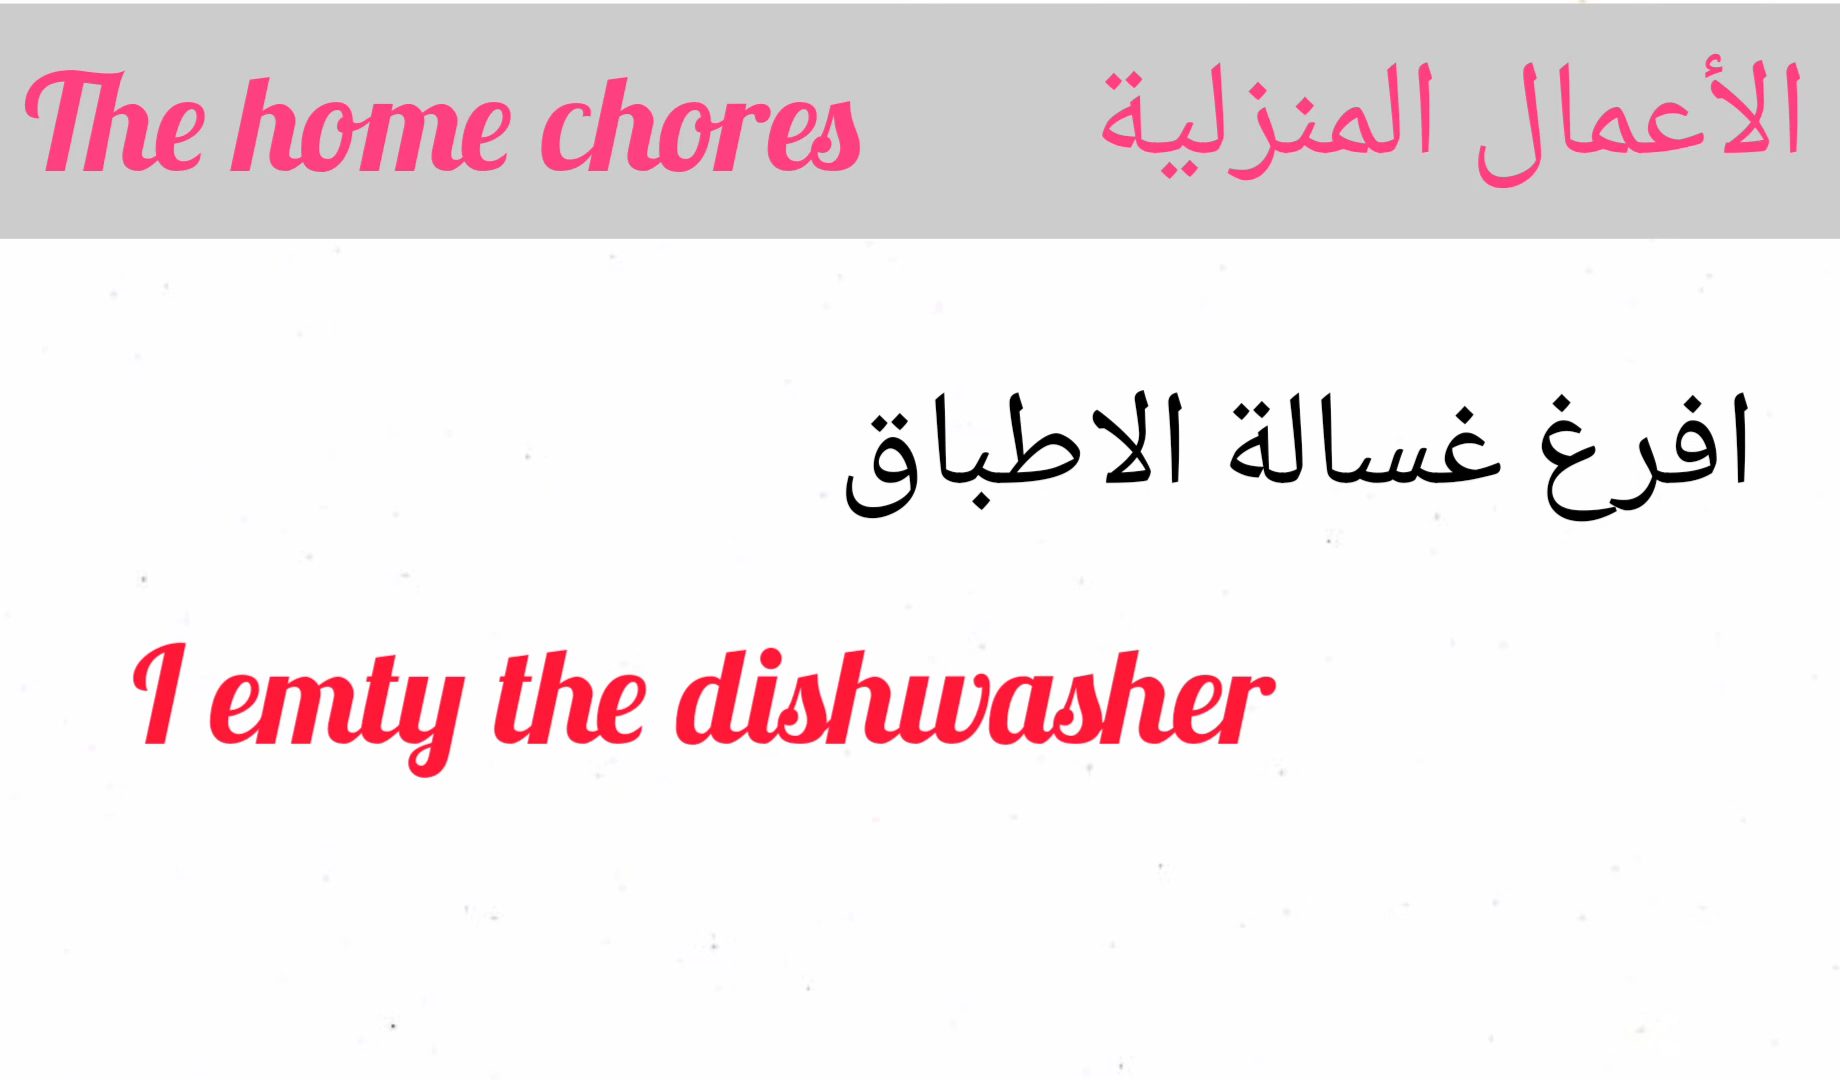 The home chores الأعمال المنزلية
افرغ غسالة الاطباق
I emty the dishwasher